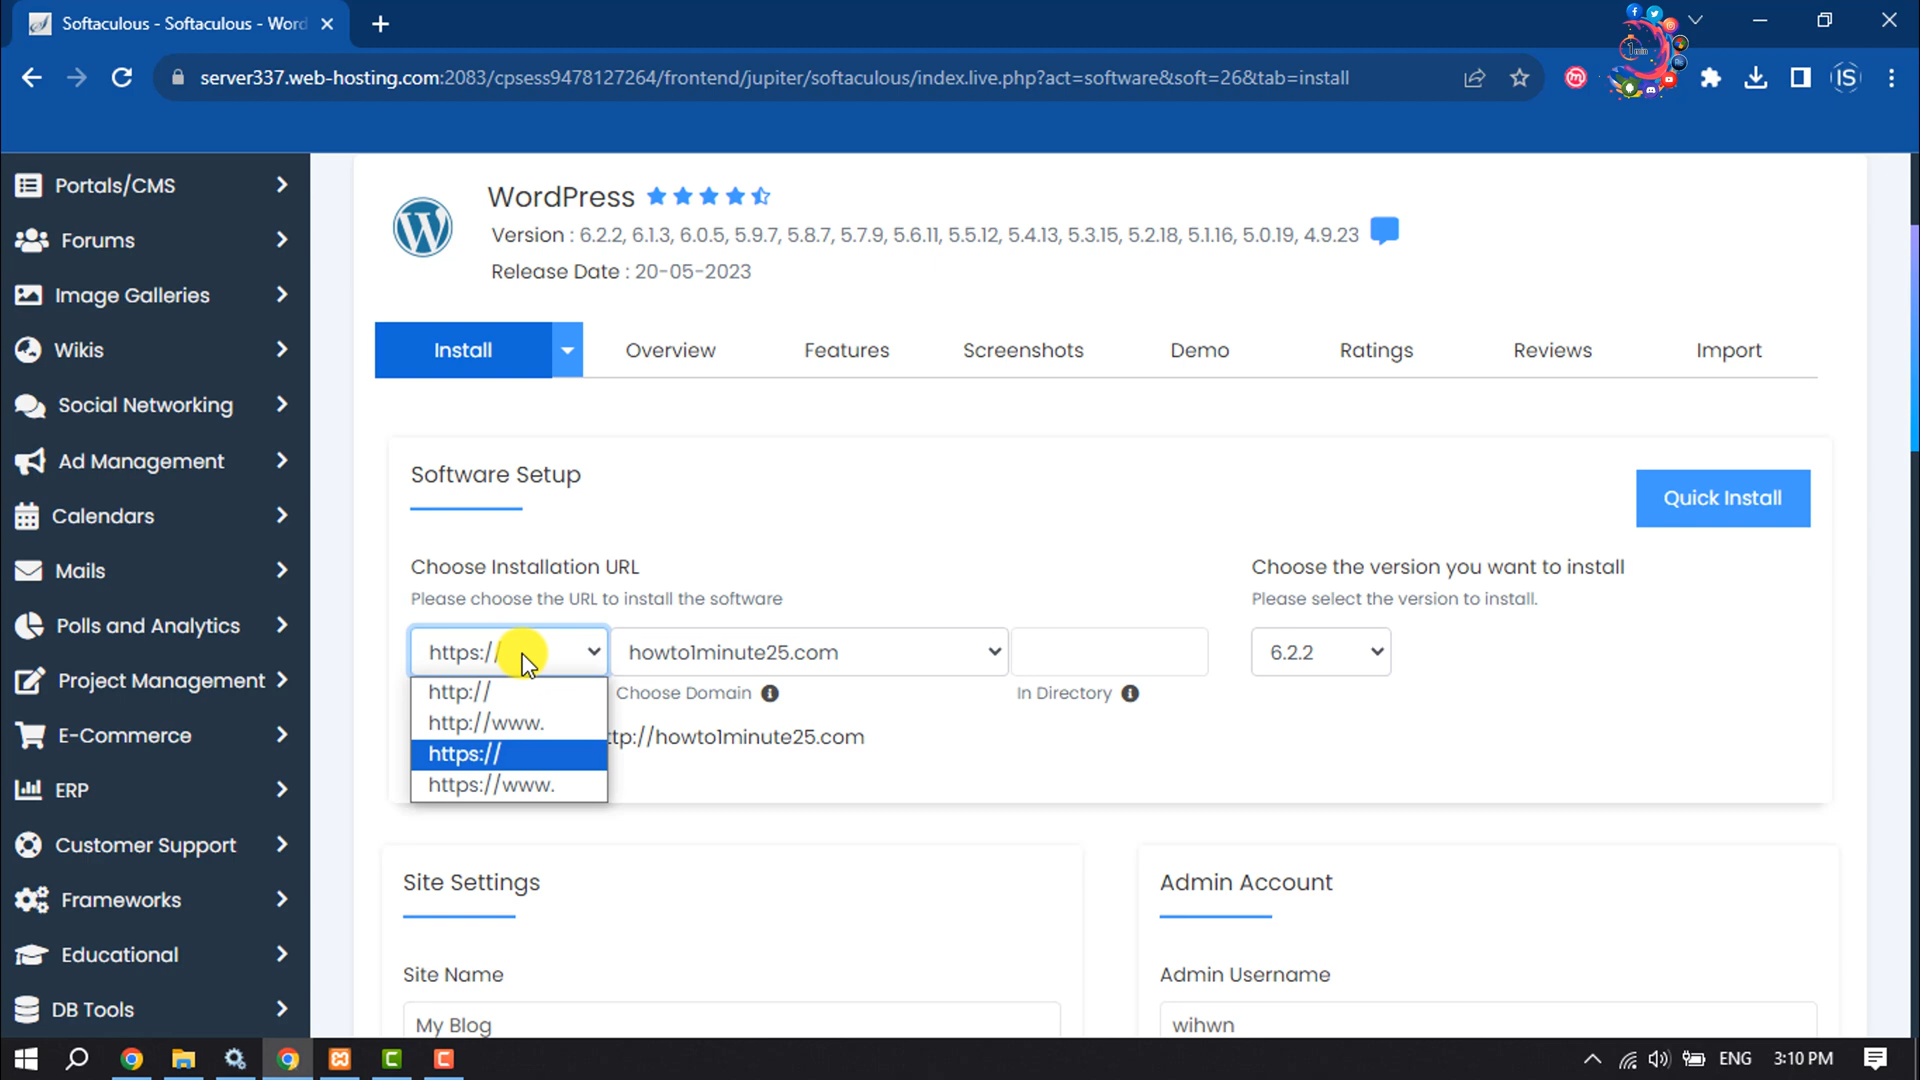 Softaculous - Softaculous - Word
server337.web-hosting.com:2083/cpsess9478127264/frontend/jupiter/softaculous/index.live.php?act=software&soft=26&tab=install
IS
1min
Portals/CMS
Forums
Image Galleries
Wikis
Social Networking
Ad Management
Calendars
Mails
Polls and Analytics
Project Management
E-Commerce
ERP
Customer Support
Frameworks
Educational
DB Tools
WordPress
Version : 6.2.2, 6.1.3, 6.0.5, 5.9.7, 5.8.7, 5.7.9, 5.6.11, 5.5.12, 5.4.13, 5.3.15, 5.2.18, 5.1.16, 5.0.19, 4.9.23
Release Date : 20-05-2023
Install Overview Features Screenshots Demo Ratings Reviews Import
Software Setup
Quick Install
Choose Installation URL
Please choose the URL to install the software
Choose the version you want to install
Please select the version to install.
https:// howto1minute25.com 6.2.2
http://
http://www.
https://
https://www.
Choose Domain
In Directory
tp://howto1minute25.com
Site Settings
Site Name
My Blog
Admin Account
Admin Username
wihwn
ENG 3:10 PM